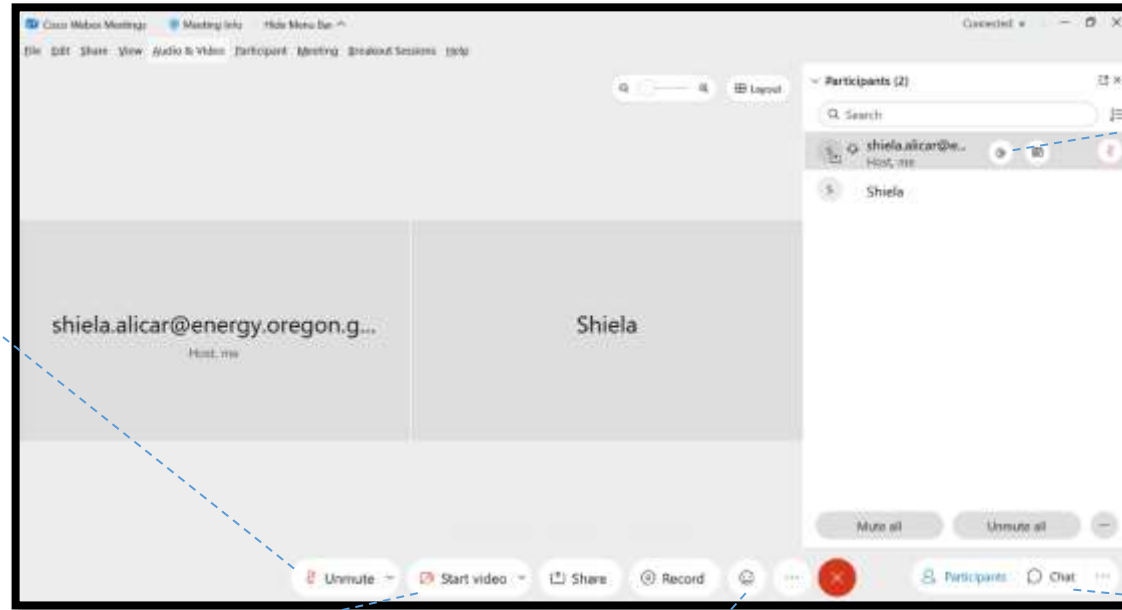 Cisco Webex Meetings Meeting Info Hide Menu Bar Connected
File Edit Share View Audio & Video Participant Meeting Breakout Sessions Help
Layout
Participants (2)
Search
shiela.alicar@e...
Host, me
S Shiela
shiela.alicar@energy.oregon.g...
Host, me
Shiela
Mute all Unmute all
Unmute Start video Share Record Participants Chat